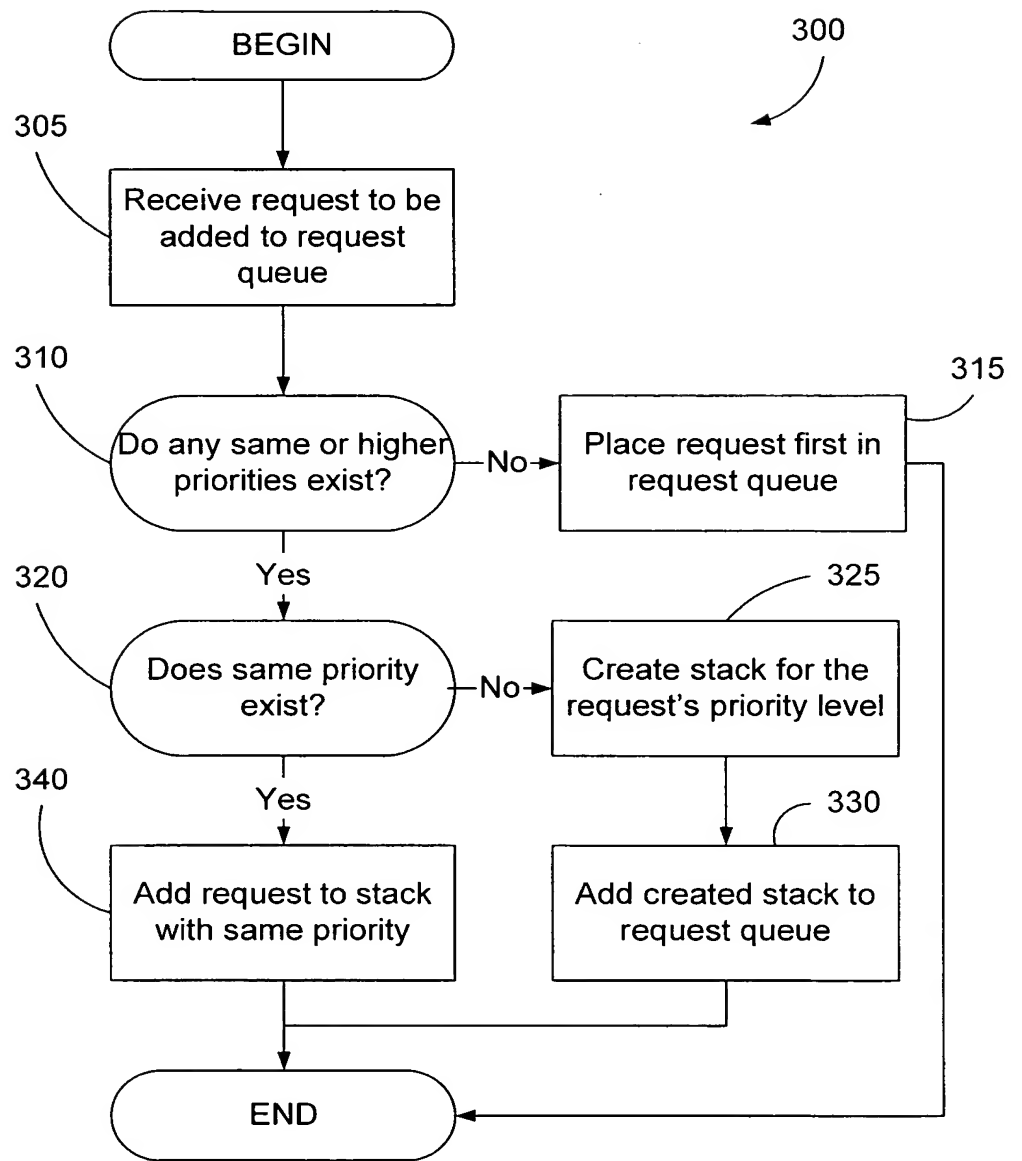 BEGIN
300
305
Receive request to be
added to request
queue
310
315
Do any same or higher
priorities exist?
No
Place request first in
request queue
Yes
320
325
Does same priority
exist?
No
Create stack for the
request's priority level
Yes
340
330
Add request to stack
with same priority
Add created stack to
request queue
END